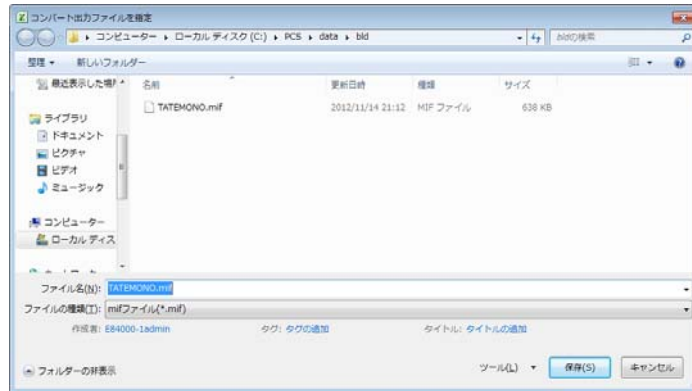 コンバート出力ファイルを指定
コンピューター ▸ ローカル ディスク (C:) ▸ PCS ▸ data ▸ bld
bldの検索
整理 ▾ 新しいフォルダー
最近表示した場所
名前 更新日時 種類 サイズ
TATEMONO.mif 2012/11/14 21:12 MIF ファイル 638 KB
ライブラリ
ドキュメント
ピクチャ
ビデオ
ミュージック
コンピューター
ローカル ディス
ファイル名(N): TATEMONO.mif
ファイルの種類(T): mifファイル(*.mif)
作成者: E84000-1admin タグ: タグの追加 タイトル: タイトルの追加
フォルダーの非表示 ツール(L) ▾ 保存(S) キャンセル